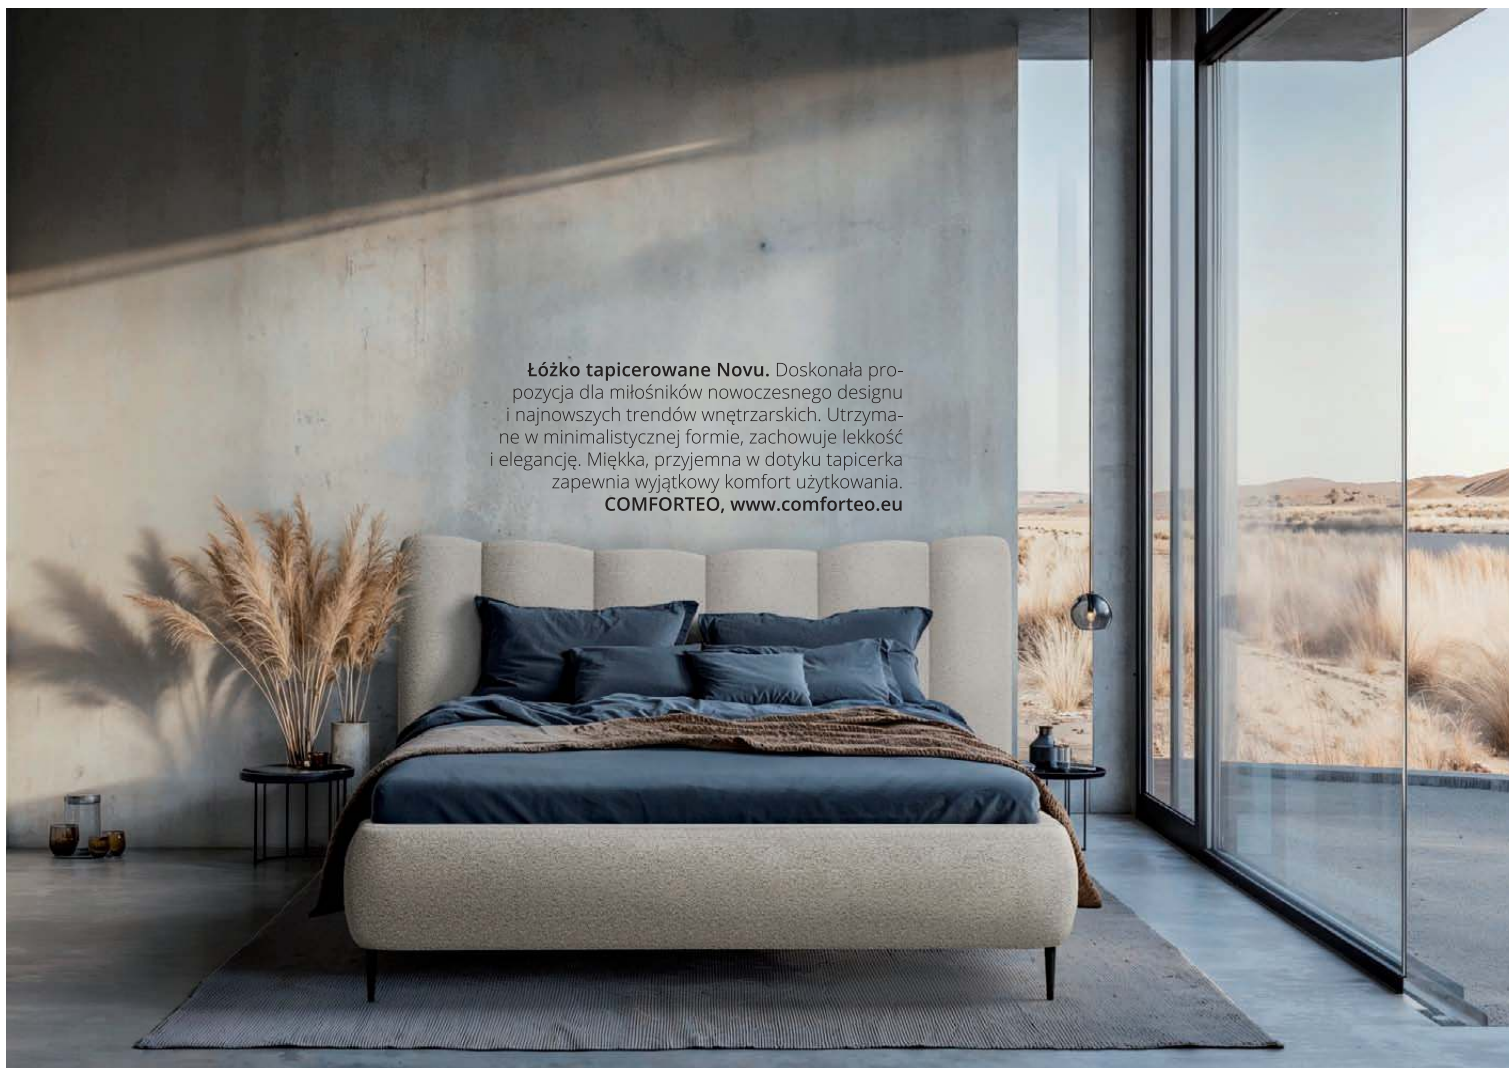 Łóżko tapicerowane Novu. Doskonała pro-
pozycja dla miłośników nowoczesnego designu
i najnowszych trendów wnętrzarskich. Utrzyma-
ne w minimalistycznej formie, zachowuje lekkość
i elegancję. Miękka, przyjemna w dotyku tapicerka
zapewnia wyjątkowy komfort użytkowania.
COMFORTEO, www.comforteo.eu